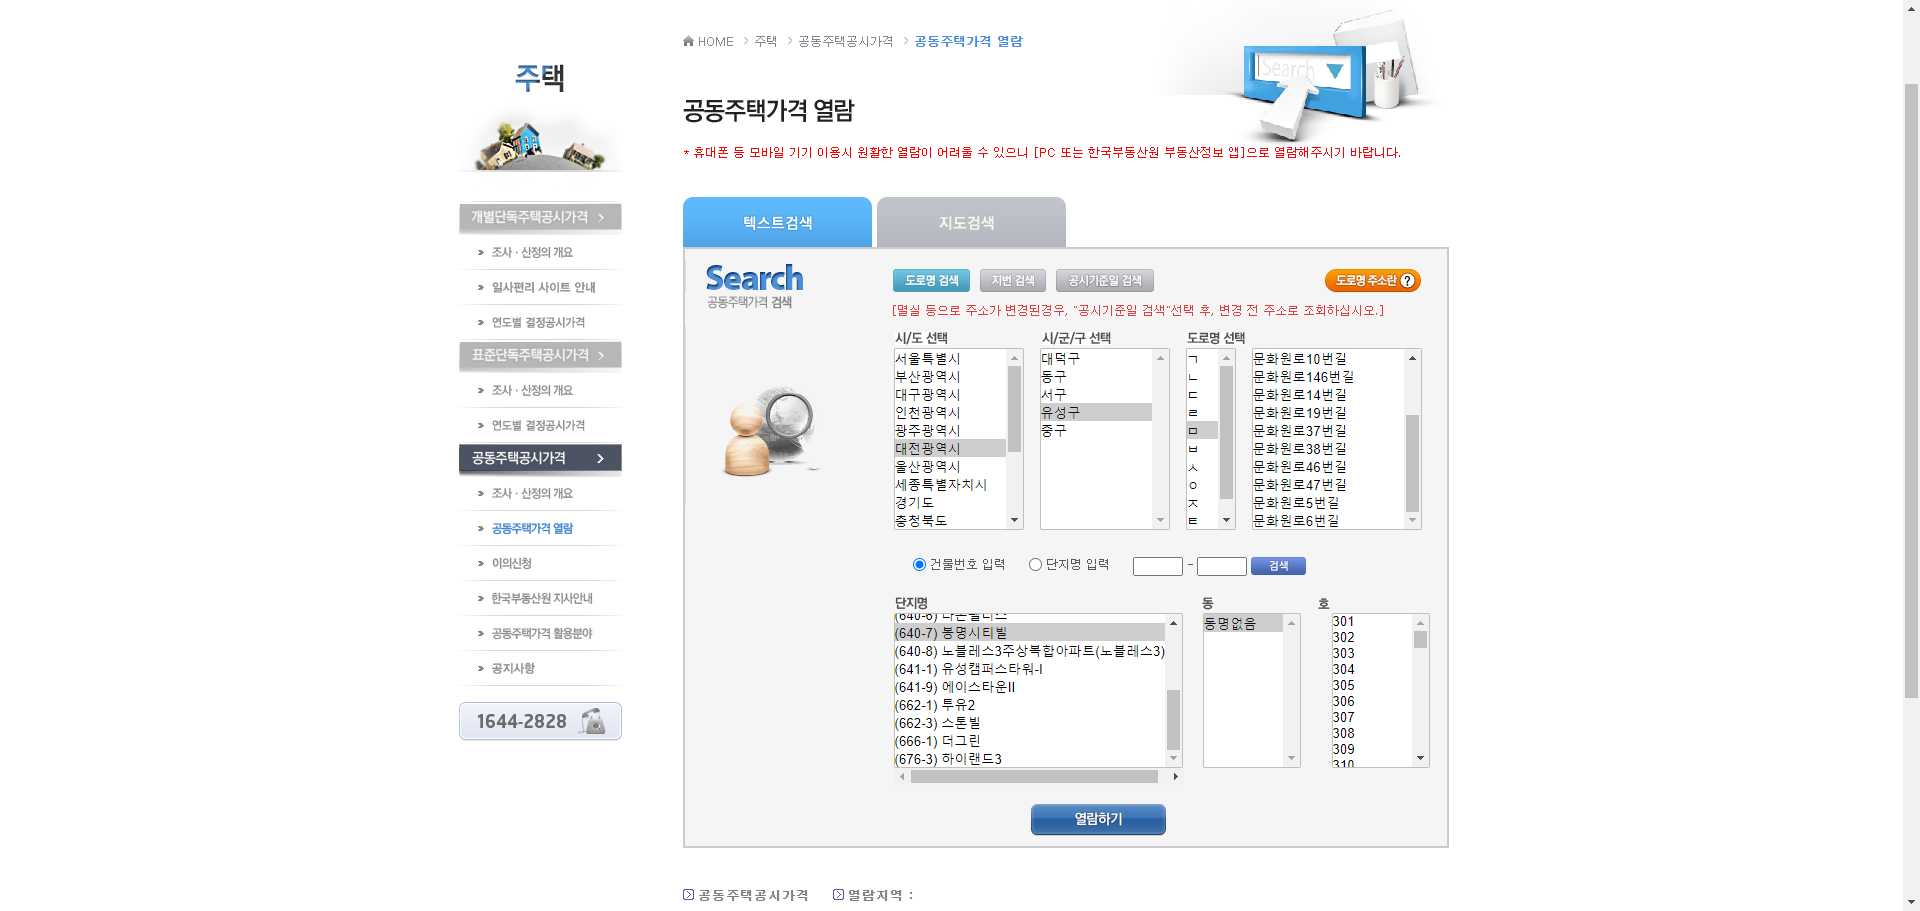 HOME > 주택 > 공동주택공시가격 > 공동주택가격 열람
주택
Search
공동주택가격 열람
* 휴대폰 등 모바일 기기 이용시 원활한 열람이 어려울 수 있으니 [PC 또는 한국부동산원 부동산정보 앱]으로 열람해주시기 바랍니다.
개별단독주택공시가격
조사 · 산정의 개요
일사편리 사이트 안내
연도별 결정공시가격
표준단독주택공시가격
조사 · 산정의 개요
연도별 결정공시가격
공동주택공시가격
조사 · 산정의 개요
공동주택가격 열람
이의신청
한국부동산원 지사안내
공동주택가격 활용분야
공지사항
1644-2828
텍스트검색
지도검색
Search
공동주택가격 검색
도로명 검색
지번 검색
공시기준일 검색
도로명 주소란 ?
[멸실 등으로 주소가 변경된경우, "공시기준일 검색"선택 후, 변경 전 주소로 조회하십시오.]
시/도 선택
서울특별시
부산광역시
대구광역시
인천광역시
광주광역시
대전광역시
울산광역시
세종특별자치시
경기도
충청북도
시/군/구 선택
대덕구
동구
서구
유성구
중구
도로명 선택
ㄱ
ㄴ
ㄷ
ㄹ
ㅁ
ㅂ
ㅅ
ㅇ
ㅈ
ㅌ
문화원로10번길
문화원로146번길
문화원로14번길
문화원로19번길
문화원로37번길
문화원로38번길
문화원로46번길
문화원로47번길
문화원로5번길
문화원로6번길
건물번호 입력
단지명 입력
-
검색
단지명
(640-7) 봉명시티빌
(640-8) 노블레스3주상복합아파트(노블레스3)
(641-1) 유성캠퍼스타워-I
(641-9) 에이스타운II
(662-1) 투유2
(662-3) 스톤빌
(666-1) 더그린
(676-3) 하이랜드3
동
동명없음
호
301
302
303
304
305
306
307
308
309
310
열람하기
공동주택공시가격
열람지역 :